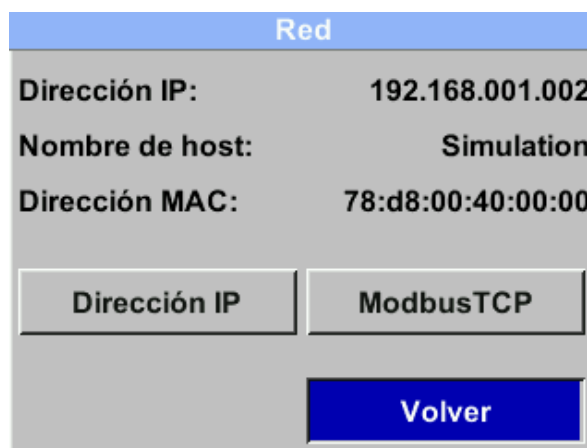 Red
Dirección IP: 192.168.001.002
Nombre de host: Simulation
Dirección MAC: 78:d8:00:40:00:00
Dirección IP ModbusTCP
Volver